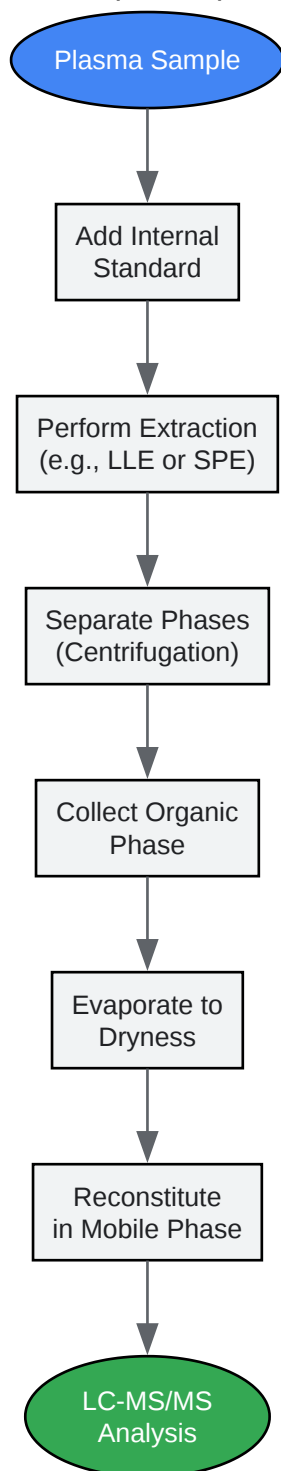 Plasma Sample
Add Internal
Standard
Perform Extraction
(e.g., LLE or SPE)
Separate Phases
(Centrifugation)
Collect Organic
Phase
Evaporate to
Dryness
Reconstitute
in Mobile Phase
LC-MS/MS
Analysis